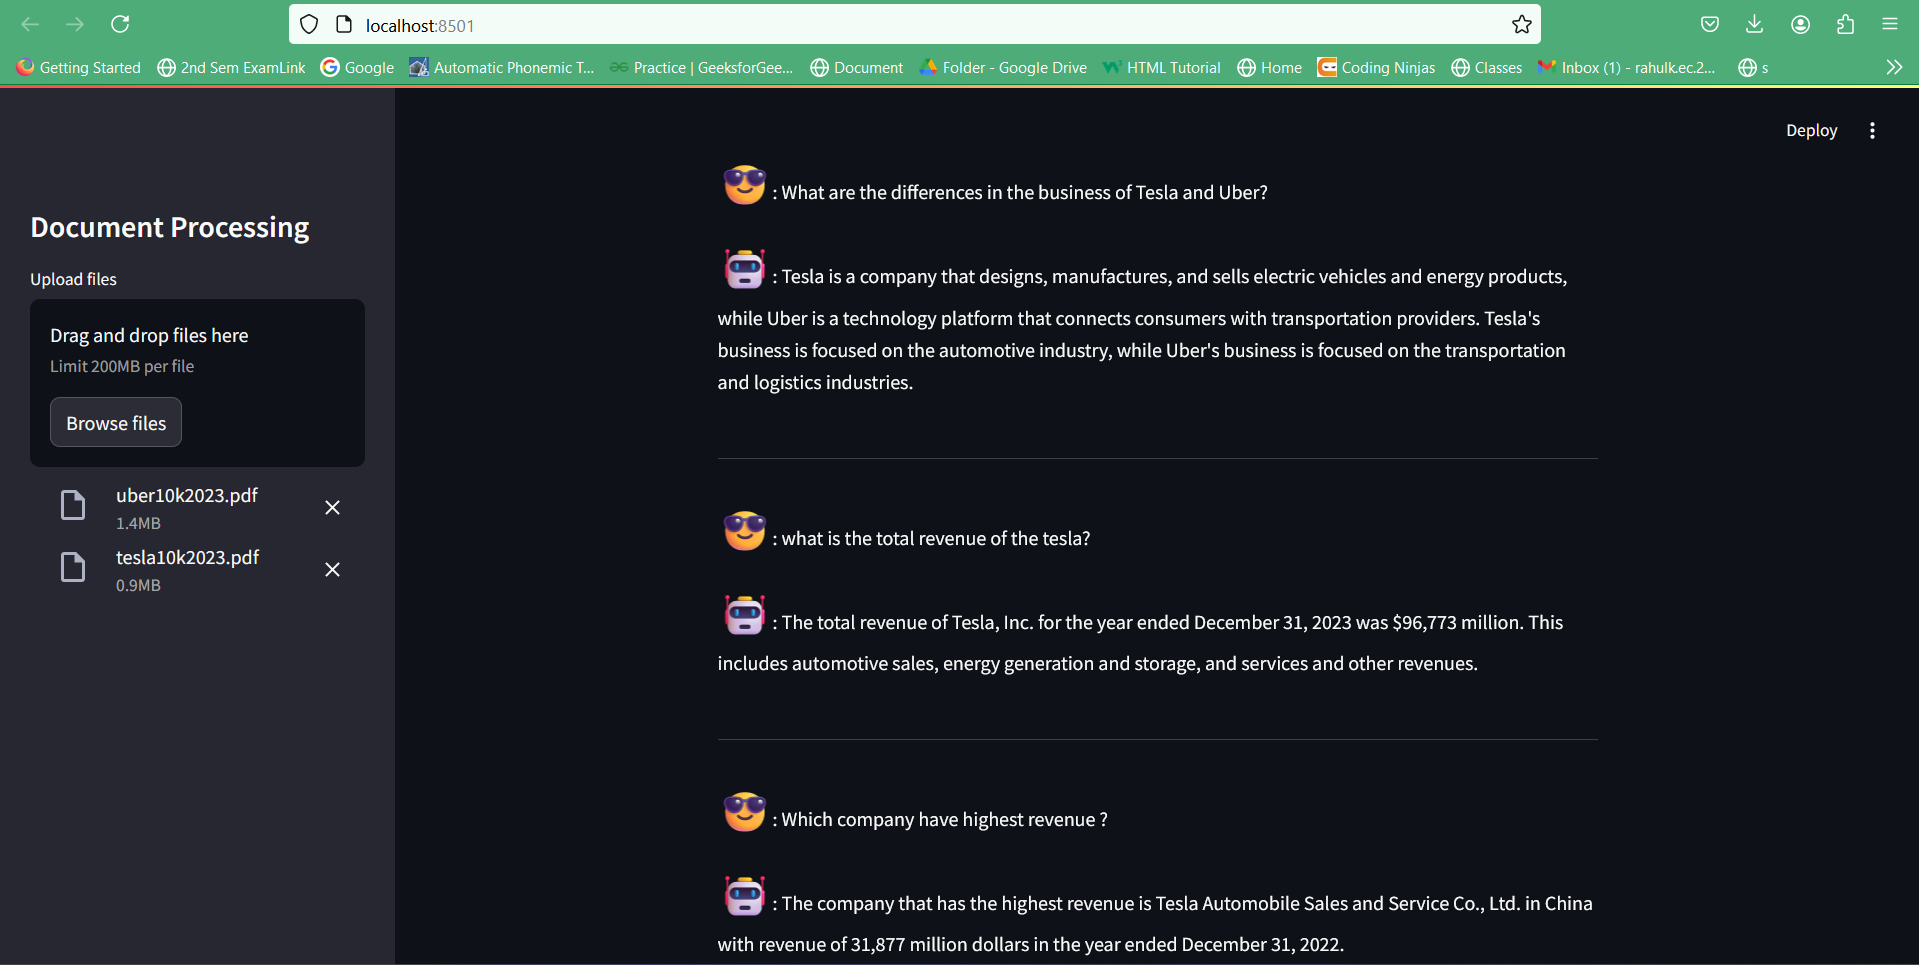 localhost:8501
Getting Started 2nd Sem ExamLink Google Automatic Phonemic T... Practice | GeeksforGee... Document Folder - Google Drive HTML Tutorial Home Coding Ninjas Classes Inbox (1) - rahulk.ec.2... s
Deploy
Document Processing
Upload files
Drag and drop files here
Limit 200MB per file
Browse files
uber10k2023.pdf
1.4MB
tesla10k2023.pdf
0.9MB
: What are the differences in the business of Tesla and Uber?
: Tesla is a company that designs, manufactures, and sells electric vehicles and energy products,
while Uber is a technology platform that connects consumers with transportation providers. Tesla's
business is focused on the automotive industry, while Uber's business is focused on the transportation
and logistics industries.
: what is the total revenue of the tesla?
: The total revenue of Tesla, Inc. for the year ended December 31, 2023 was $96,773 million. This
includes automotive sales, energy generation and storage, and services and other revenues.
: Which company have highest revenue ?
: The company that has the highest revenue is Tesla Automobile Sales and Service Co., Ltd. in China
with revenue of 31,877 million dollars in the year ended December 31, 2022.